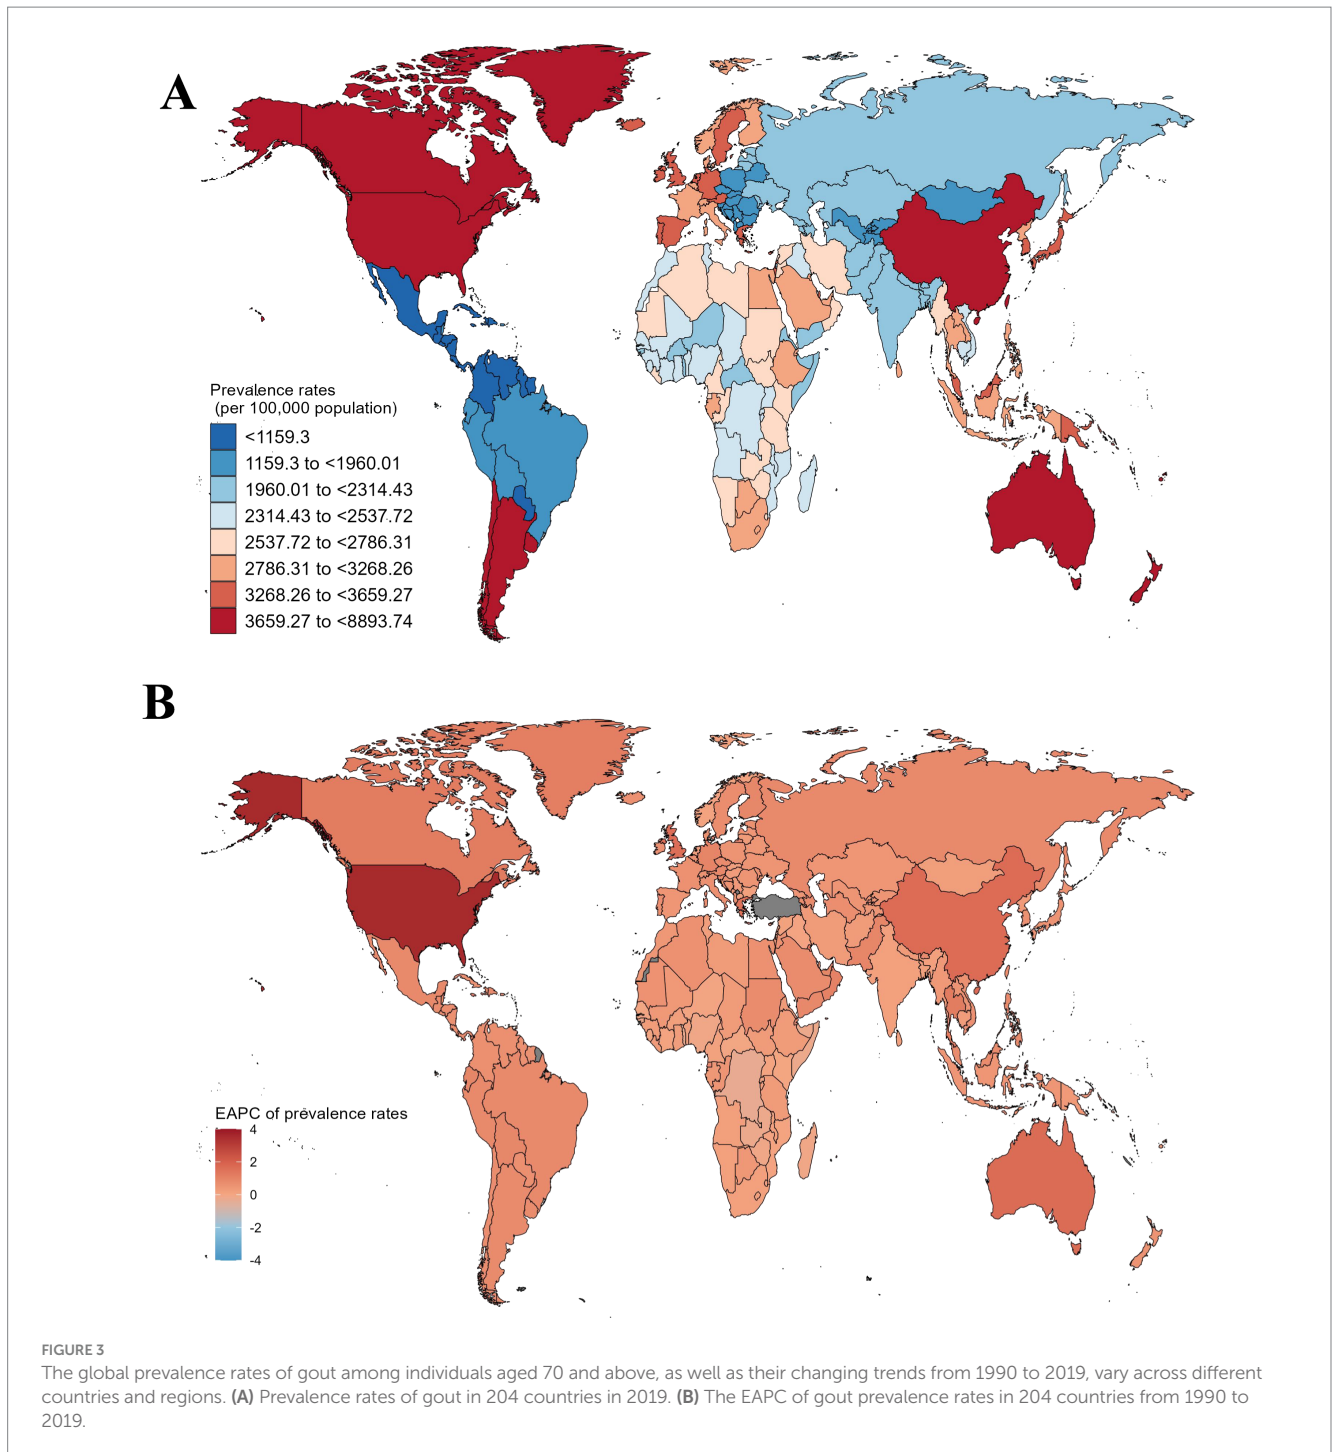 A
Prevalence rates
(per 100,000 population)
<1159.3
1159.3 to <1960.01
1960.01 to <2314.43
2314.43 to <2537.72
2537.72 to <2786.31
2786.31 to <3268.26
3268.26 to <3659.27
3659.27 to <8893.74
B
EAPC of prevalence rates
4
2
0
-2
-4
FIGURE 3
The global prevalence rates of gout among individuals aged 70 and above, as well as their changing trends from 1990 to 2019, vary across different
countries and regions. (A) Prevalence rates of gout in 204 countries in 2019. (B) The EAPC of gout prevalence rates in 204 countries from 1990 to
2019.